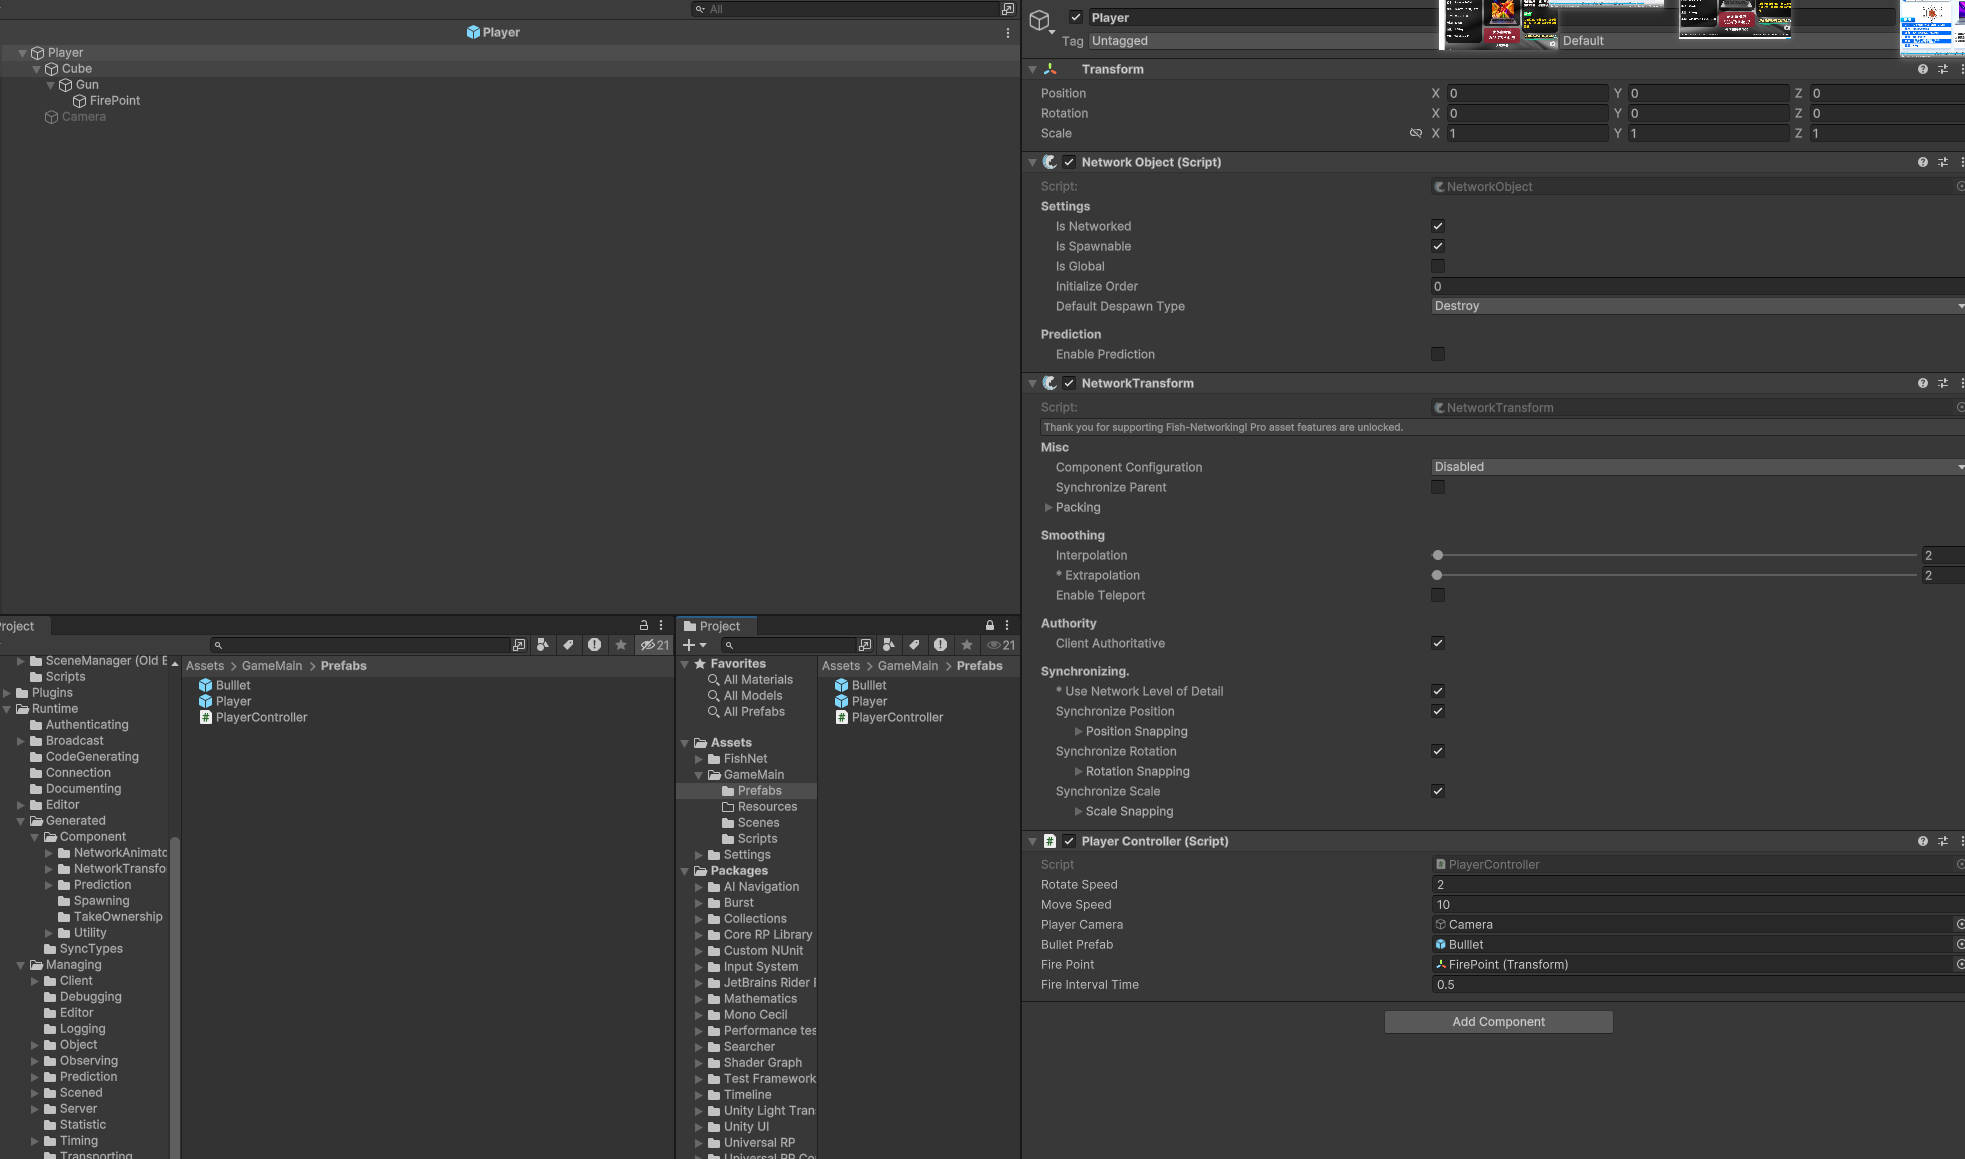 All
Player
Player
Cube
Gun
FirePoint
Camera
Player
Tag Untagged
Default
Transform
Position X 0 Y 0 Z 0
Rotation X 0 Y 0 Z 0
Scale X 1 Y 1 Z 1
Network Object (Script)
Script: NetworkObject
Settings
Is Networked
Is Spawnable
Is Global
Initialize Order 0
Default Despawn Type Destroy
Prediction
Enable Prediction
NetworkTransform
Script: NetworkTransform
Thank you for supporting Fish-Networking! Pro asset features are unlocked.
Misc
Component Configuration Disabled
Synchronize Parent
Packing
Smoothing
Interpolation 2
* Extrapolation 2
Enable Teleport
Authority
Client Authoritative
Synchronizing.
* Use Network Level of Detail
Synchronize Position
Position Snapping
Synchronize Rotation
Rotation Snapping
Synchronize Scale
Scale Snapping
Player Controller (Script)
Script PlayerController
Rotate Speed 2
Move Speed 10
Player Camera Camera
Bullet Prefab Bulllet
Fire Point FirePoint (Transform)
Fire Interval Time 0.5
Add Component
roject
21
SceneManager (Old E
Scripts
Plugins
Runtime
Authenticating
Broadcast
CodeGenerating
Connection
Documenting
Editor
Generated
Component
NetworkAnimatc
NetworkTransfo
Prediction
Spawning
TakeOwnership
Utility
SyncTypes
Managing
Client
Debugging
Editor
Logging
Object
Observing
Prediction
Scened
Server
Statistic
Timing
Transporting
Assets > GameMain > Prefabs
Bulllet
Player
PlayerController
Project
21
Favorites
All Materials
All Models
All Prefabs
Assets
FishNet
GameMain
Prefabs
Resources
Scenes
Scripts
Settings
Packages
AI Navigation
Burst
Collections
Core RP Library
Custom NUnit
Input System
JetBrains Rider
Mathematics
Mono Cecil
Performance tes
Searcher
Shader Graph
Test Framework
Timeline
Unity Light Tran
Unity UI
Universal RP
Universal RP Co
Assets > GameMain > Prefabs
Bulllet
Player
PlayerController